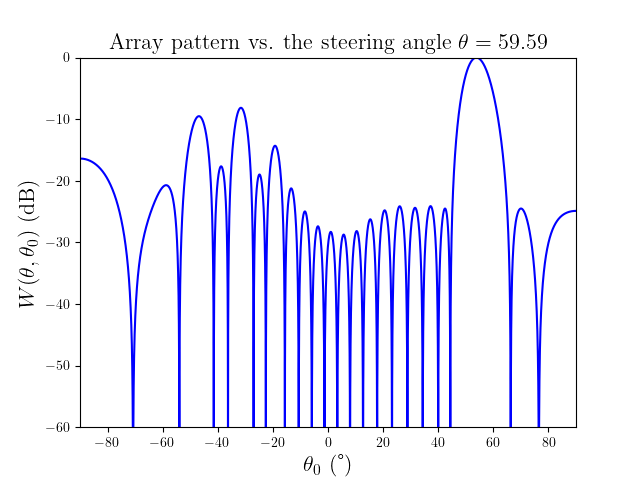 Array pattern vs. the steering angle θ = 59.59
W(θ, θ₀) (dB)
0
−10
−20
−30
−40
−50
−60
−80 −60 −40 −20 0 20 40 60 80
θ₀ (°)